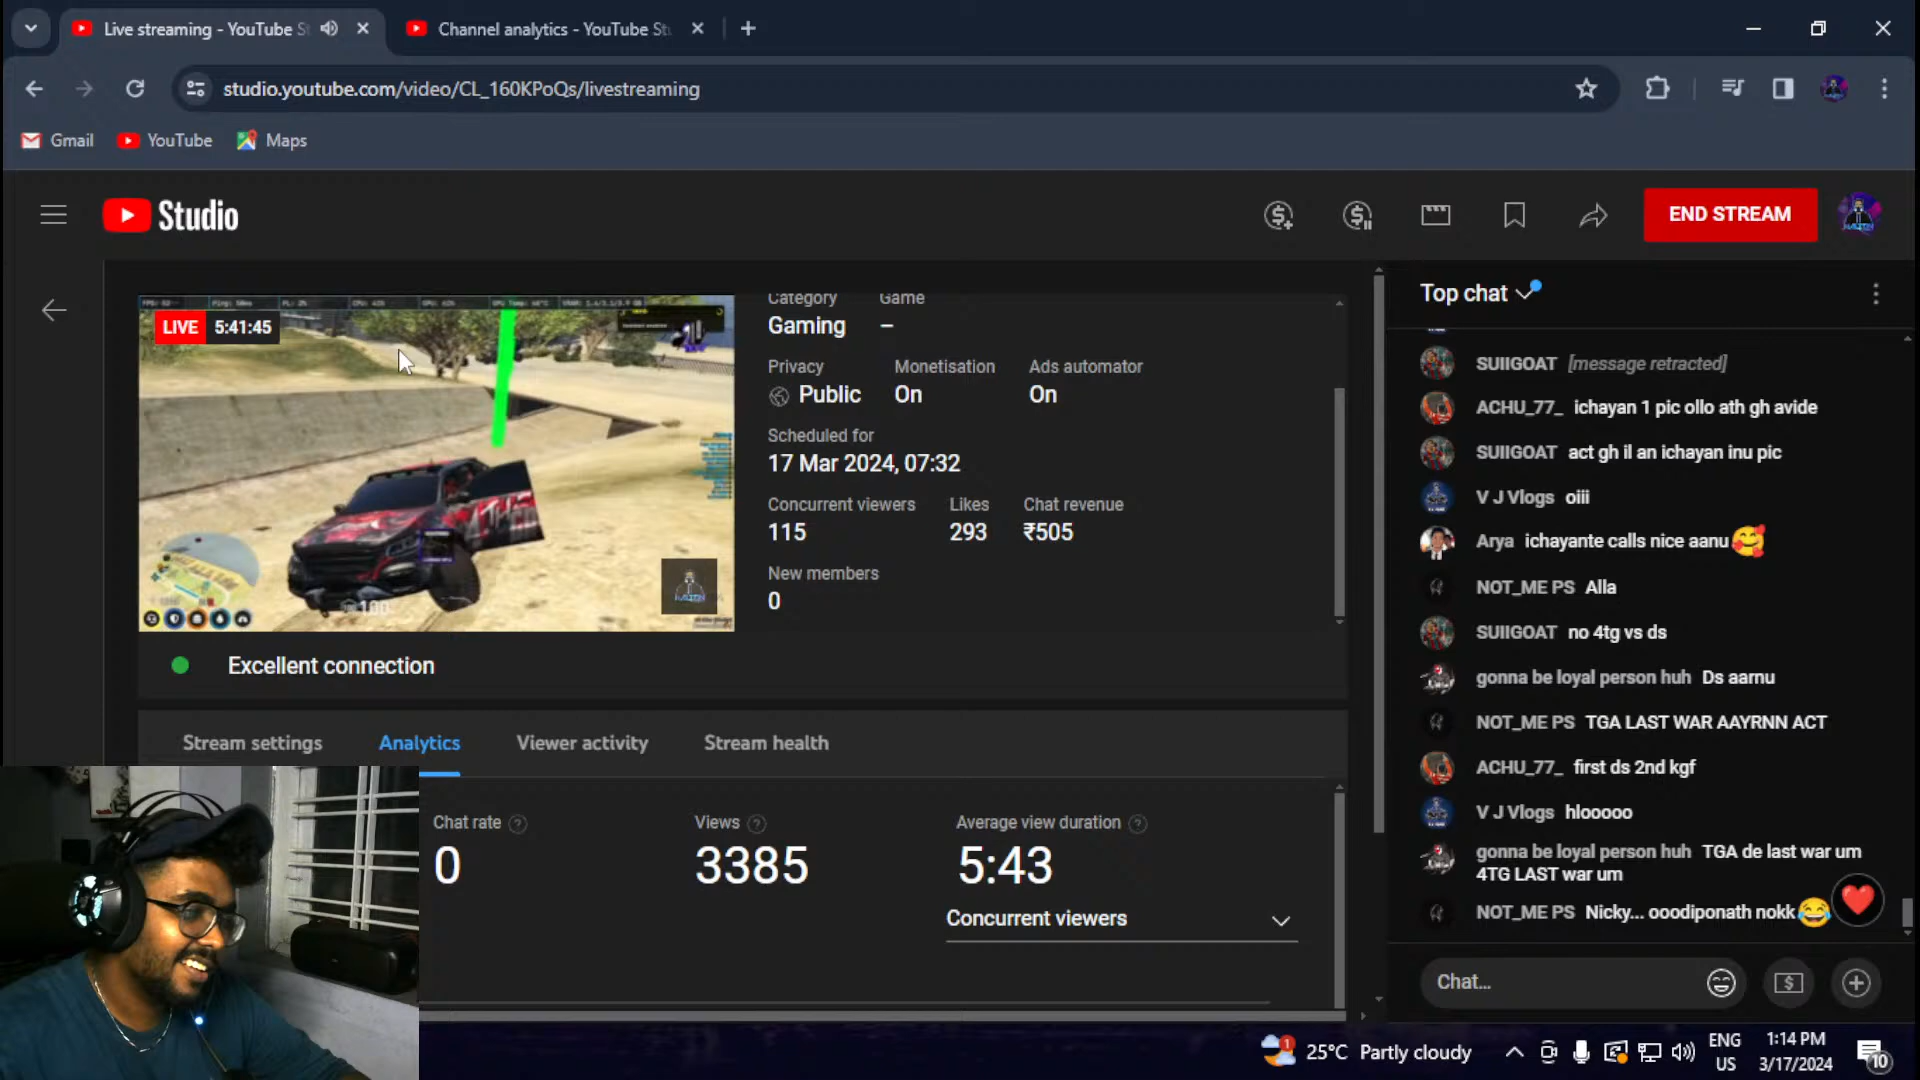 Live streaming - YouTube S
Channel analytics - YouTube St
studio.youtube.com/video/CL_160KPoQs/livestreaming
Gmail
YouTube
Maps
Studio
END STREAM
LIVE 5:41:45
Category Game
Gaming –
Privacy Monetisation Ads automator
Public On On
Scheduled for
17 Mar 2024, 07:32
Concurrent viewers Likes Chat revenue
115 293 ₹505
New members
0
Excellent connection
Stream settings Analytics Viewer activity Stream health
Chat rate Views Average view duration
0 3385 5:43
Concurrent viewers
Top chat
SUIIGOAT [message retracted]
ACHU_77_ ichayan 1 pic ollo ath gh avide
SUIIGOAT act gh il an ichayan inu pic
V J Vlogs oiii
Arya ichayante calls nice aanu🥰
NOT_ME PS Alla
SUIIGOAT no 4tg vs ds
gonna be loyal person huh Ds aarnu
NOT_ME PS TGA LAST WAR AAYRNN ACT
ACHU_77_ first ds 2nd kgf
V J Vlogs hlooooo
gonna be loyal person huh TGA de last war um
4TG LAST war um
NOT_ME PS Nicky... ooodiponath nokk😂
Chat...
25°C Partly cloudy
ENG
US
1:14 PM
3/17/2024
10